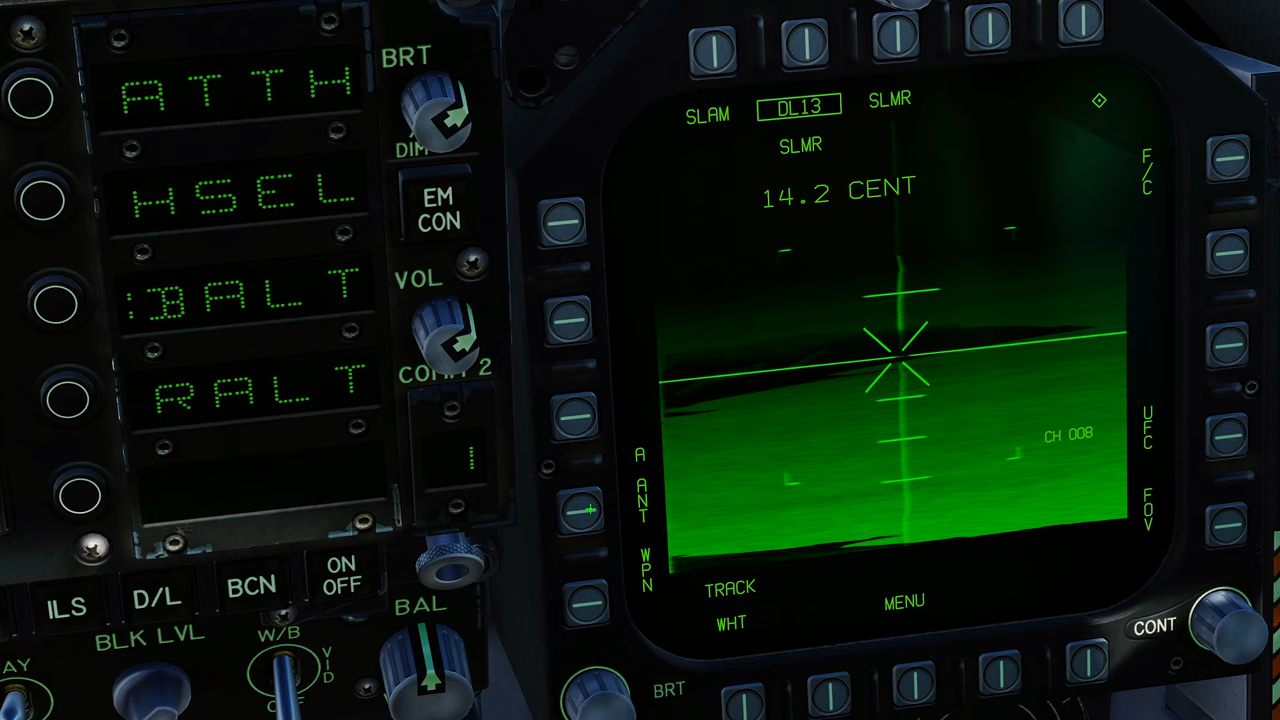 ATTH
HSEL
:BALT
RALT
BRT
DIM
EM
CON
VOL
COMM 2
1
ILS
D/L
BCN
ON
OFF
BLK LVL
W/B
VID
BAL
SLAM
DL13
SLMR
SLMR
14.2 CENT
F/C
UFC
FOV
CH 008
A
ANT
WPN
TRACK
WHT
MENU
BRT
CONT